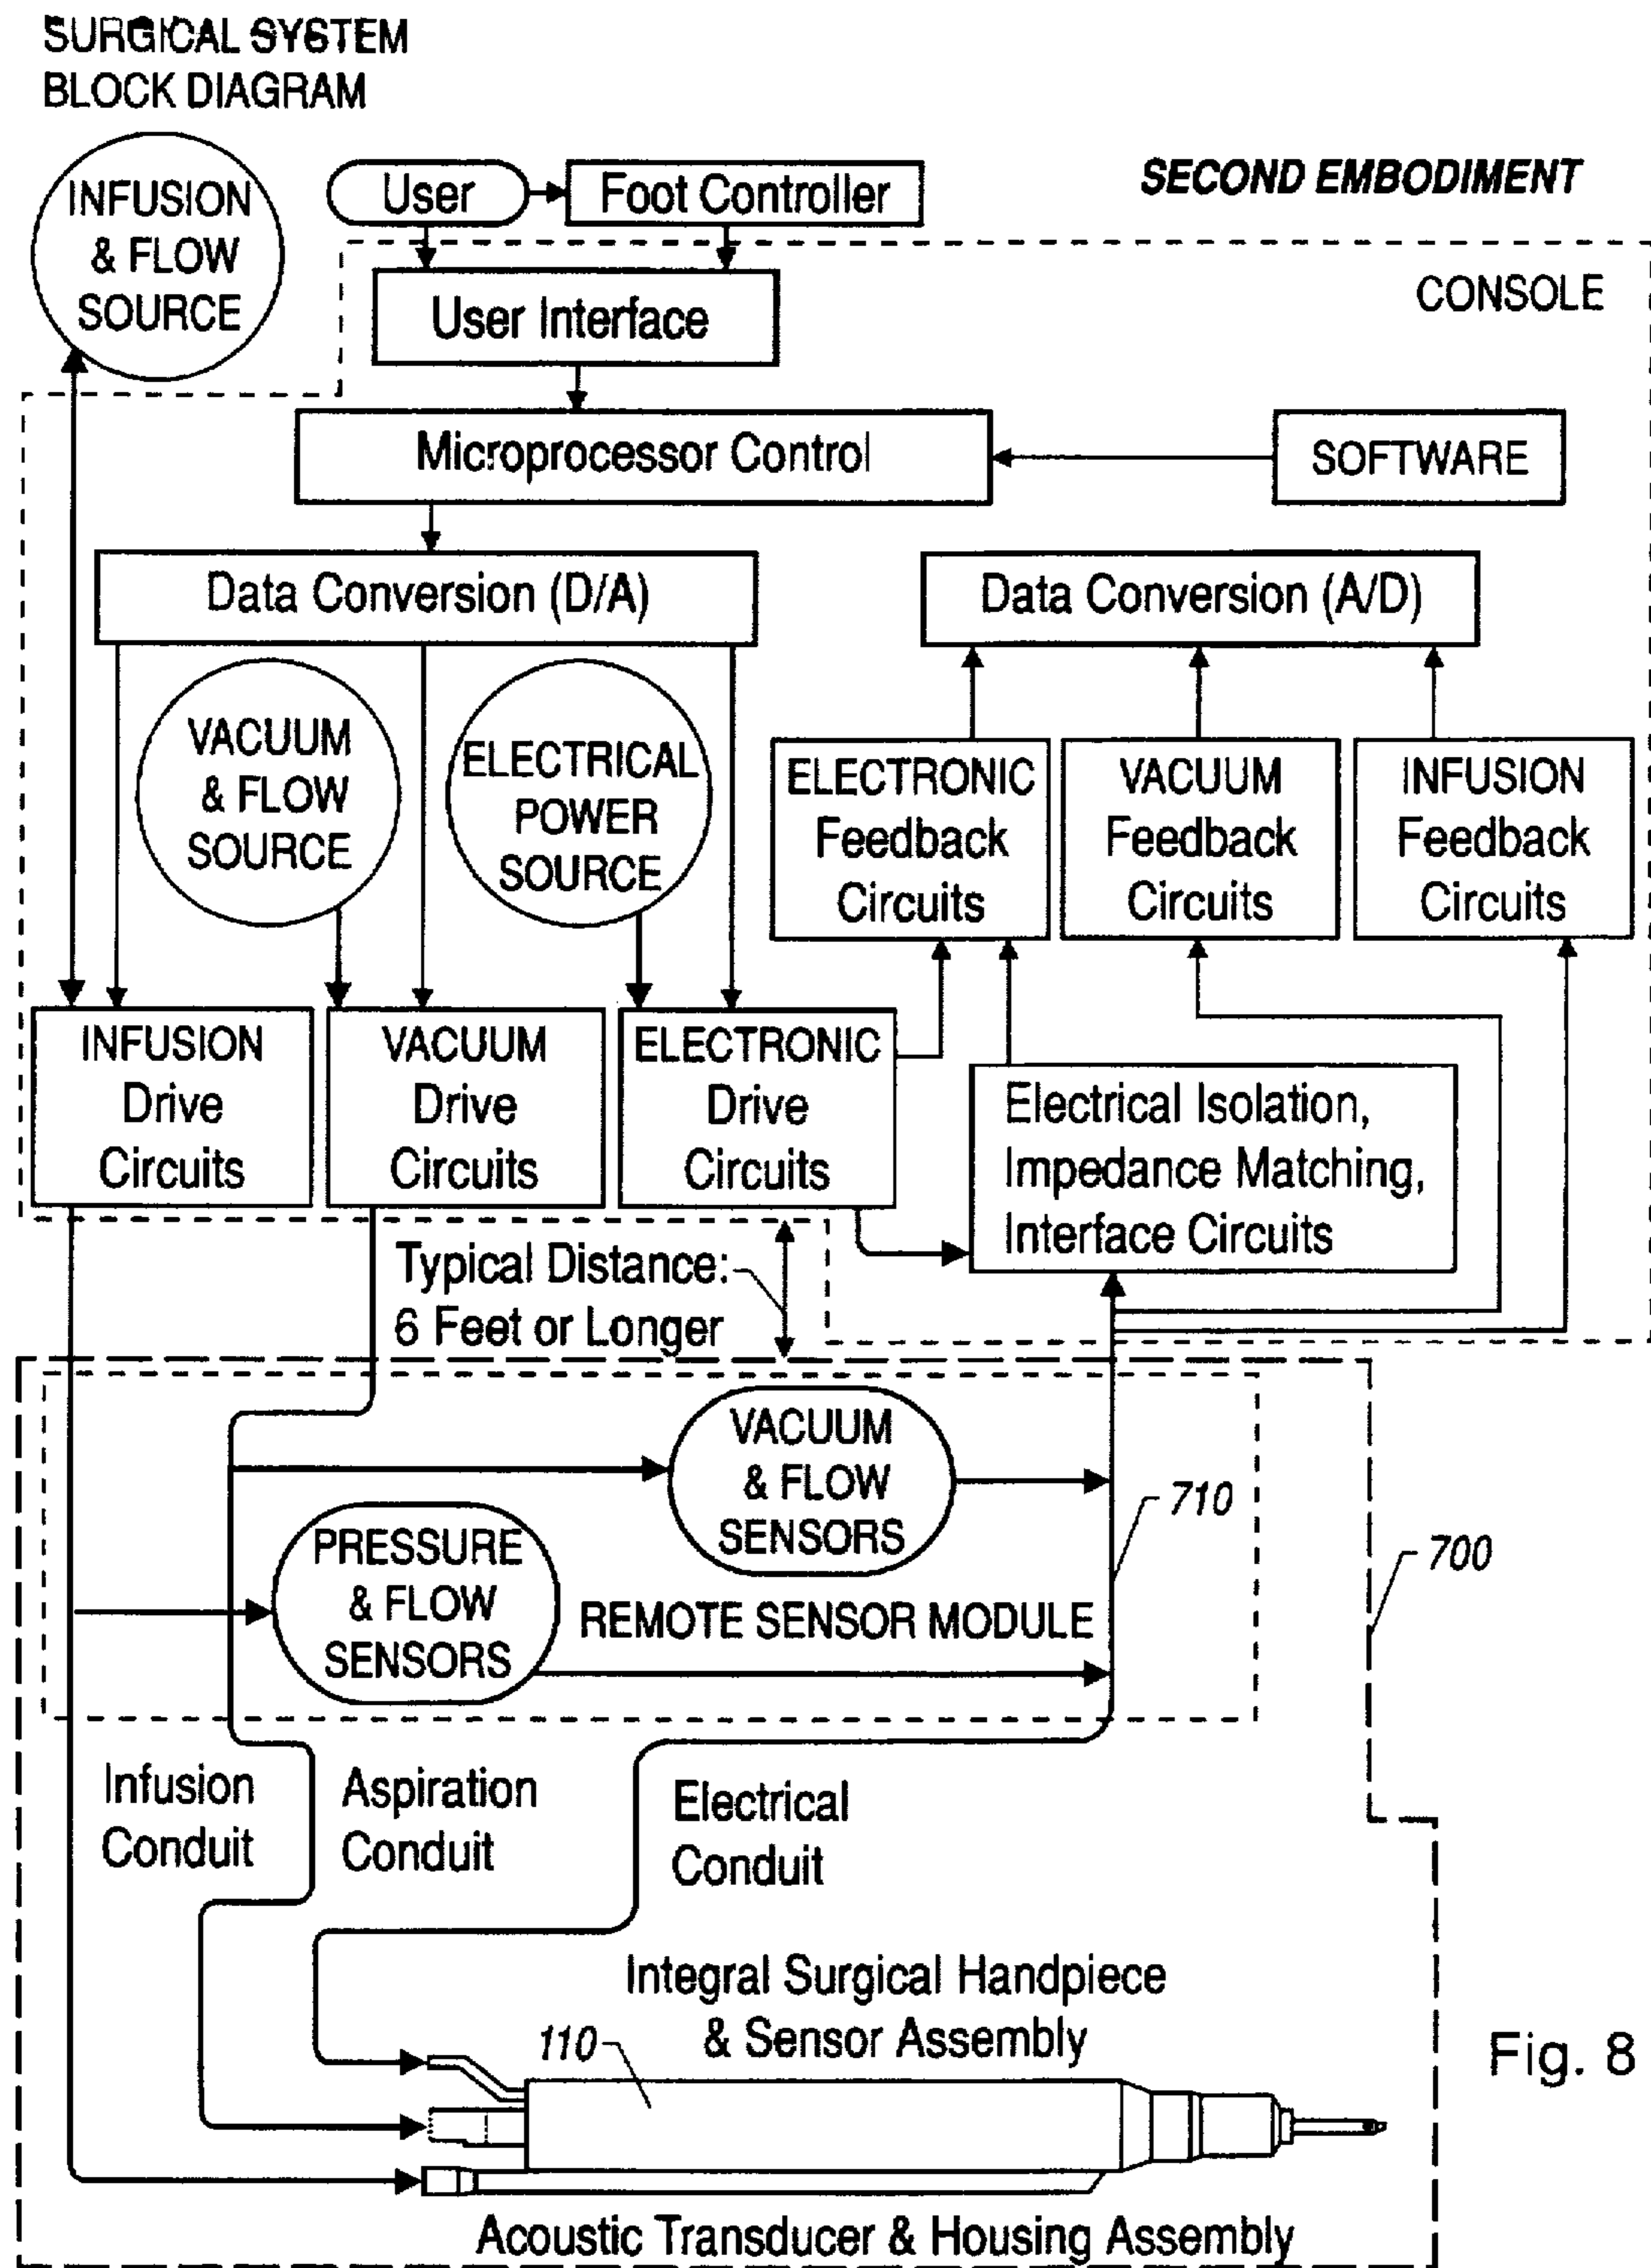 SURGICAL SYSTEM
BLOCK DIAGRAM
SECOND EMBODIMENT
INFUSION
& FLOW
SOURCE
User
Foot Controller
CONSOLE
User Interface
Microprocessor Control
SOFTWARE
Data Conversion (D/A)
Data Conversion (A/D)
VACUUM
& FLOW
SOURCE
ELECTRICAL
POWER
SOURCE
ELECTRONIC
Feedback
Circuits
VACUUM
Feedback
Circuits
INFUSION
Feedback
Circuits
INFUSION
Drive
Circuits
VACUUM
Drive
Circuits
ELECTRONIC
Drive
Circuits
Electrical Isolation,
Impedance Matching,
Interface Circuits
Typical Distance:
6 Feet or Longer
VACUUM
& FLOW
SENSORS
710
700
PRESSURE
& FLOW
SENSORS
REMOTE SENSOR MODULE
Infusion
Conduit
Aspiration
Conduit
Electrical
Conduit
Integral Surgical Handpiece
& Sensor Assembly
110
Fig. 8
Acoustic Transducer & Housing Assembly